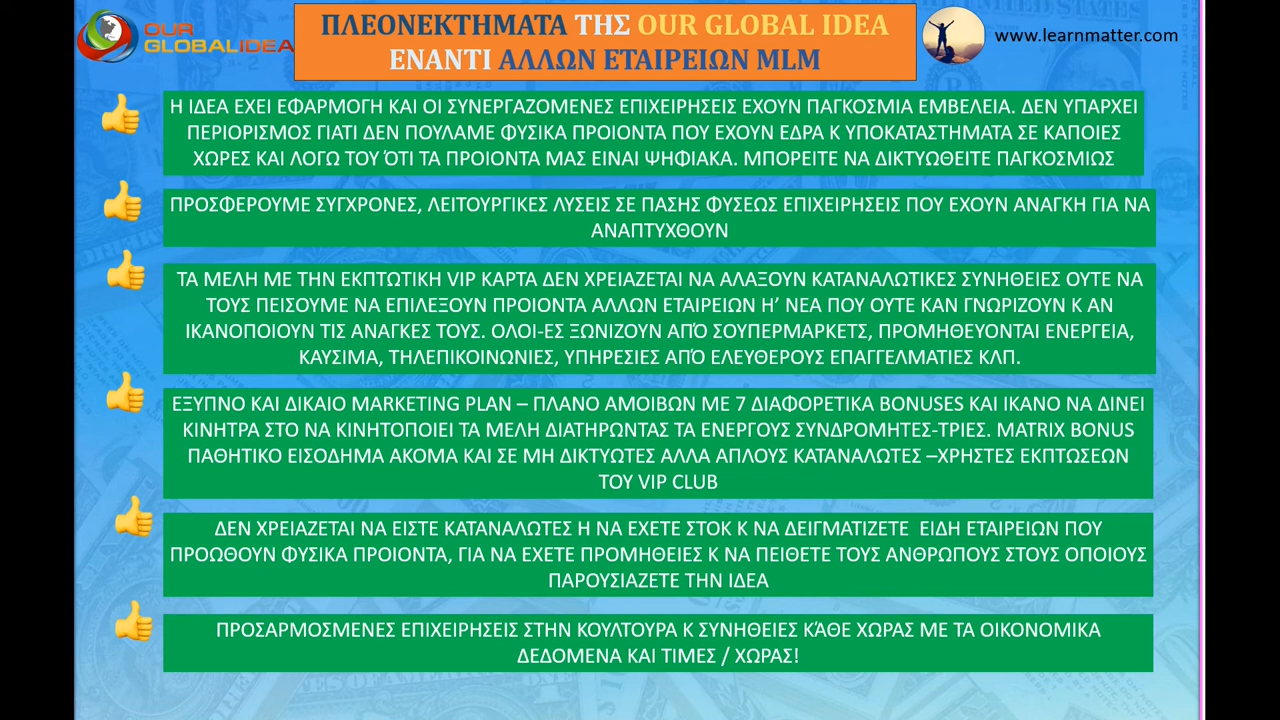 OUR
GLOBALIDEA
ΠΛΕΟΝΕΚΤΗΜΑΤΑ ΤΗΣ OUR GLOBAL IDEA
ΕΝΑΝΤΙ ΑΛΛΩΝ ΕΤΑΙΡΕΙΩΝ MLM
www.learnmatter.com
Η ΙΔΕΑ ΕΧΕΙ ΕΦΑΡΜΟΓΗ ΚΑΙ ΟΙ ΣΥΝΕΡΓΑΖΟΜΕΝΕΣ ΕΠΙΧΕΙΡΗΣΕΙΣ ΕΧΟΥΝ ΠΑΓΚΟΣΜΙΑ ΕΜΒΕΛΕΙΑ. ΔΕΝ ΥΠΑΡΧΕΙ
ΠΕΡΙΟΡΙΣΜΟΣ ΓΙΑΤΙ ΔΕΝ ΠΟΥΛΑΜΕ ΦΥΣΙΚΑ ΠΡΟΙΟΝΤΑ ΠΟΥ ΕΧΟΥΝ ΕΔΡΑ Κ ΥΠΟΚΑΤΑΣΤΗΜΑΤΑ ΣΕ ΚΑΠΟΙΕΣ
ΧΩΡΕΣ ΚΑΙ ΛΟΓΩ ΤΟΥ ΌΤΙ ΤΑ ΠΡΟΙΟΝΤΑ ΜΑΣ ΕΙΝΑΙ ΨΗΦΙΑΚΑ. ΜΠΟΡΕΙΤΕ ΝΑ ΔΙΚΤΥΩΘΕΙΤΕ ΠΑΓΚΟΣΜΙΩΣ
ΠΡΟΣΦΕΡΟΥΜΕ ΣΥΓΧΡΟΝΕΣ, ΛΕΙΤΟΥΡΓΙΚΕΣ ΛΥΣΕΙΣ ΣΕ ΠΑΣΗΣ ΦΥΣΕΩΣ ΕΠΙΧΕΙΡΗΣΕΙΣ ΠΟΥ ΕΧΟΥΝ ΑΝΑΓΚΗ ΓΙΑ ΝΑ
ΑΝΑΠΤΥΧΘΟΥΝ
ΤΑ ΜΕΛΗ ΜΕ ΤΗΝ ΕΚΠΤΩΤΙΚΗ VIP ΚΑΡΤΑ ΔΕΝ ΧΡΕΙΑΖΕΤΑΙ ΝΑ ΑΛΑΞΟΥΝ ΚΑΤΑΝΑΛΩΤΙΚΕΣ ΣΥΝΗΘΕΙΕΣ ΟΥΤΕ ΝΑ
ΤΟΥΣ ΠΕΙΣΟΥΜΕ ΝΑ ΕΠΙΛΕΞΟΥΝ ΠΡΟΙΟΝΤΑ ΑΛΛΩΝ ΕΤΑΙΡΕΙΩΝ Η’ ΝΕΑ ΠΟΥ ΟΥΤΕ ΚΑΝ ΓΝΩΡΙΖΟΥΝ Κ ΑΝ
ΙΚΑΝΟΠΟΙΟΥΝ ΤΙΣ ΑΝΑΓΚΕΣ ΤΟΥΣ. ΟΛΟΙ-ΕΣ ΞΩΝΙΖΟΥΝ ΑΠΌ ΣΟΥΠΕΡΜΑΡΚΕΤΣ, ΠΡΟΜΗΘΕΥΟΝΤΑΙ ΕΝΕΡΓΕΙΑ,
ΚΑΥΣΙΜΑ, ΤΗΛΕΠΙΚΟΙΝΩΝΙΕΣ, ΥΠΗΡΕΣΙΕΣ ΑΠΌ ΕΛΕΥΘΕΡΟΥΣ ΕΠΑΓΓΕΛΜΑΤΙΕΣ ΚΛΠ.
ΕΞΥΠΝΟ ΚΑΙ ΔΙΚΑΙΟ MARKETING PLAN – ΠΛΑΝΟ ΑΜΟΙΒΩΝ ΜΕ 7 ΔΙΑΦΟΡΕΤΙΚΑ BONUSES ΚΑΙ ΙΚΑΝΟ ΝΑ ΔΙΝΕΙ
ΚΙΝΗΤΡΑ ΣΤΟ ΝΑ ΚΙΝΗΤΟΠΟΙΕΙ ΤΑ ΜΕΛΗ ΔΙΑΤΗΡΩΝΤΑΣ ΤΑ ΕΝΕΡΓΟΥΣ ΣΥΝΔΡΟΜΗΤΕΣ-ΤΡΙΕΣ. MATRIX BONUS
ΠΑΘΗΤΙΚΟ ΕΙΣΟΔΗΜΑ ΑΚΟΜΑ ΚΑΙ ΣΕ ΜΗ ΔΙΚΤΥΩΤΕΣ ΑΛΛΑ ΑΠΛΟΥΣ ΚΑΤΑΝΑΛΩΤΕΣ –ΧΡΗΣΤΕΣ ΕΚΠΤΩΣΕΩΝ
ΤΟΥ VIP CLUB
ΔΕΝ ΧΡΕΙΑΖΕΤΑΙ ΝΑ ΕΙΣΤΕ ΚΑΤΑΝΑΛΩΤΕΣ Η ΝΑ ΕΧΕΤΕ ΣΤΟΚ Κ ΝΑ ΔΕΙΓΜΑΤΙΖΕΤΕ ΕΙΔΗ ΕΤΑΙΡΕΙΩΝ ΠΟΥ
ΠΡΟΩΘΟΥΝ ΦΥΣΙΚΑ ΠΡΟΙΟΝΤΑ, ΓΙΑ ΝΑ ΕΧΕΤΕ ΠΡΟΜΗΘΕΙΕΣ Κ ΝΑ ΠΕΙΘΕΤΕ ΤΟΥΣ ΑΝΘΡΩΠΟΥΣ ΣΤΟΥΣ ΟΠΟΙΟΥΣ
ΠΑΡΟΥΣΙΑΖΕΤΕ ΤΗΝ ΙΔΕΑ
ΠΡΟΣΑΡΜΟΣΜΕΝΕΣ ΕΠΙΧΕΙΡΗΣΕΙΣ ΣΤΗΝ ΚΟΥΛΤΟΥΡΑ Κ ΣΥΝΗΘΕΙΕΣ ΚΆΘΕ ΧΩΡΑΣ ΜΕ ΤΑ ΟΙΚΟΝΟΜΙΚΑ
ΔΕΔΟΜΕΝΑ ΚΑΙ ΤΙΜΕΣ / ΧΩΡΑΣ!